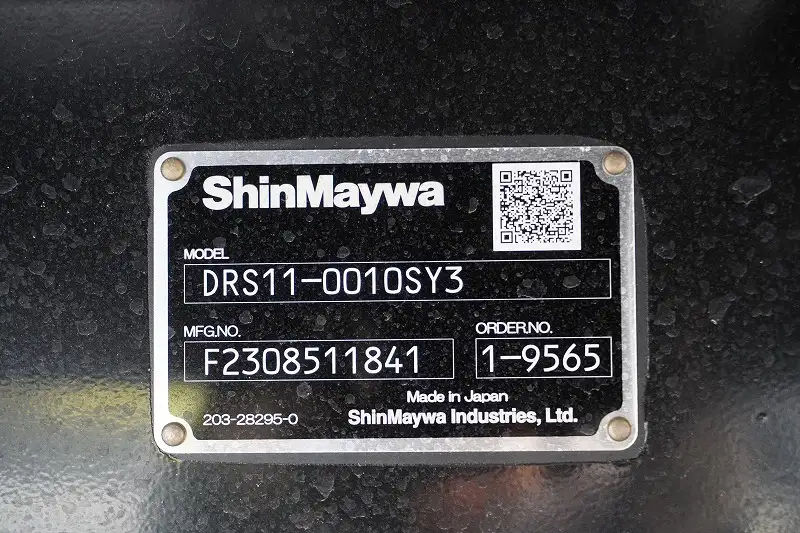 ShinMaywa
MODEL
DRS11-0010SY3
MFG.NO. ORDER.NO.
F2308511841 1-9565
Made in Japan
203-28295-0 ShinMaywa Industries, Ltd.